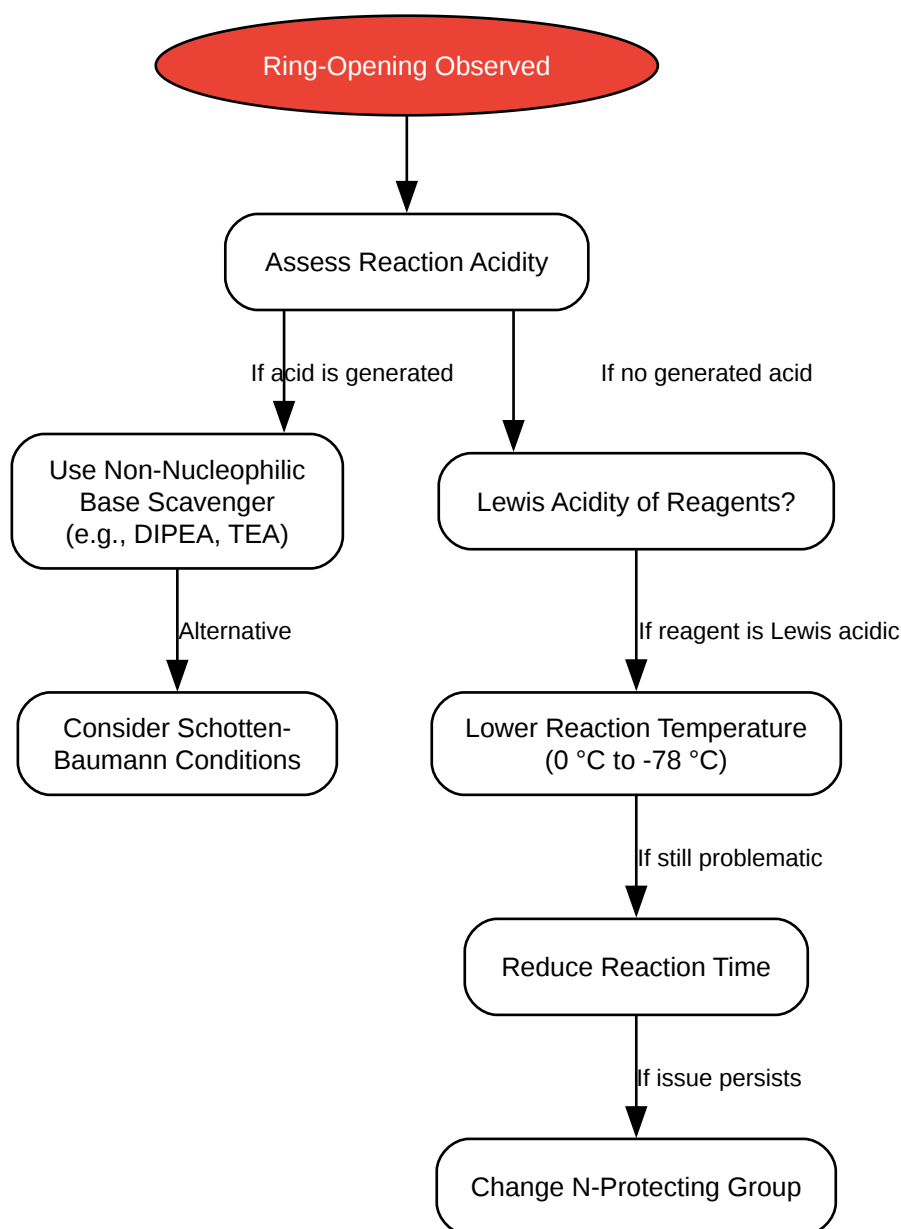 Ring-Opening Observed
Assess Reaction Acidity
If acid is generated
If no generated acid
Use Non-Nucleophilic
Base Scavenger
(e.g., DIPEA, TEA)
Lewis Acidity of Reagents?
Alternative
If reagent is Lewis acidic
Consider Schotten-
Baumann Conditions
Lower Reaction Temperature
(0 °C to -78 °C)
If still problematic
Reduce Reaction Time
If issue persists
Change N-Protecting Group